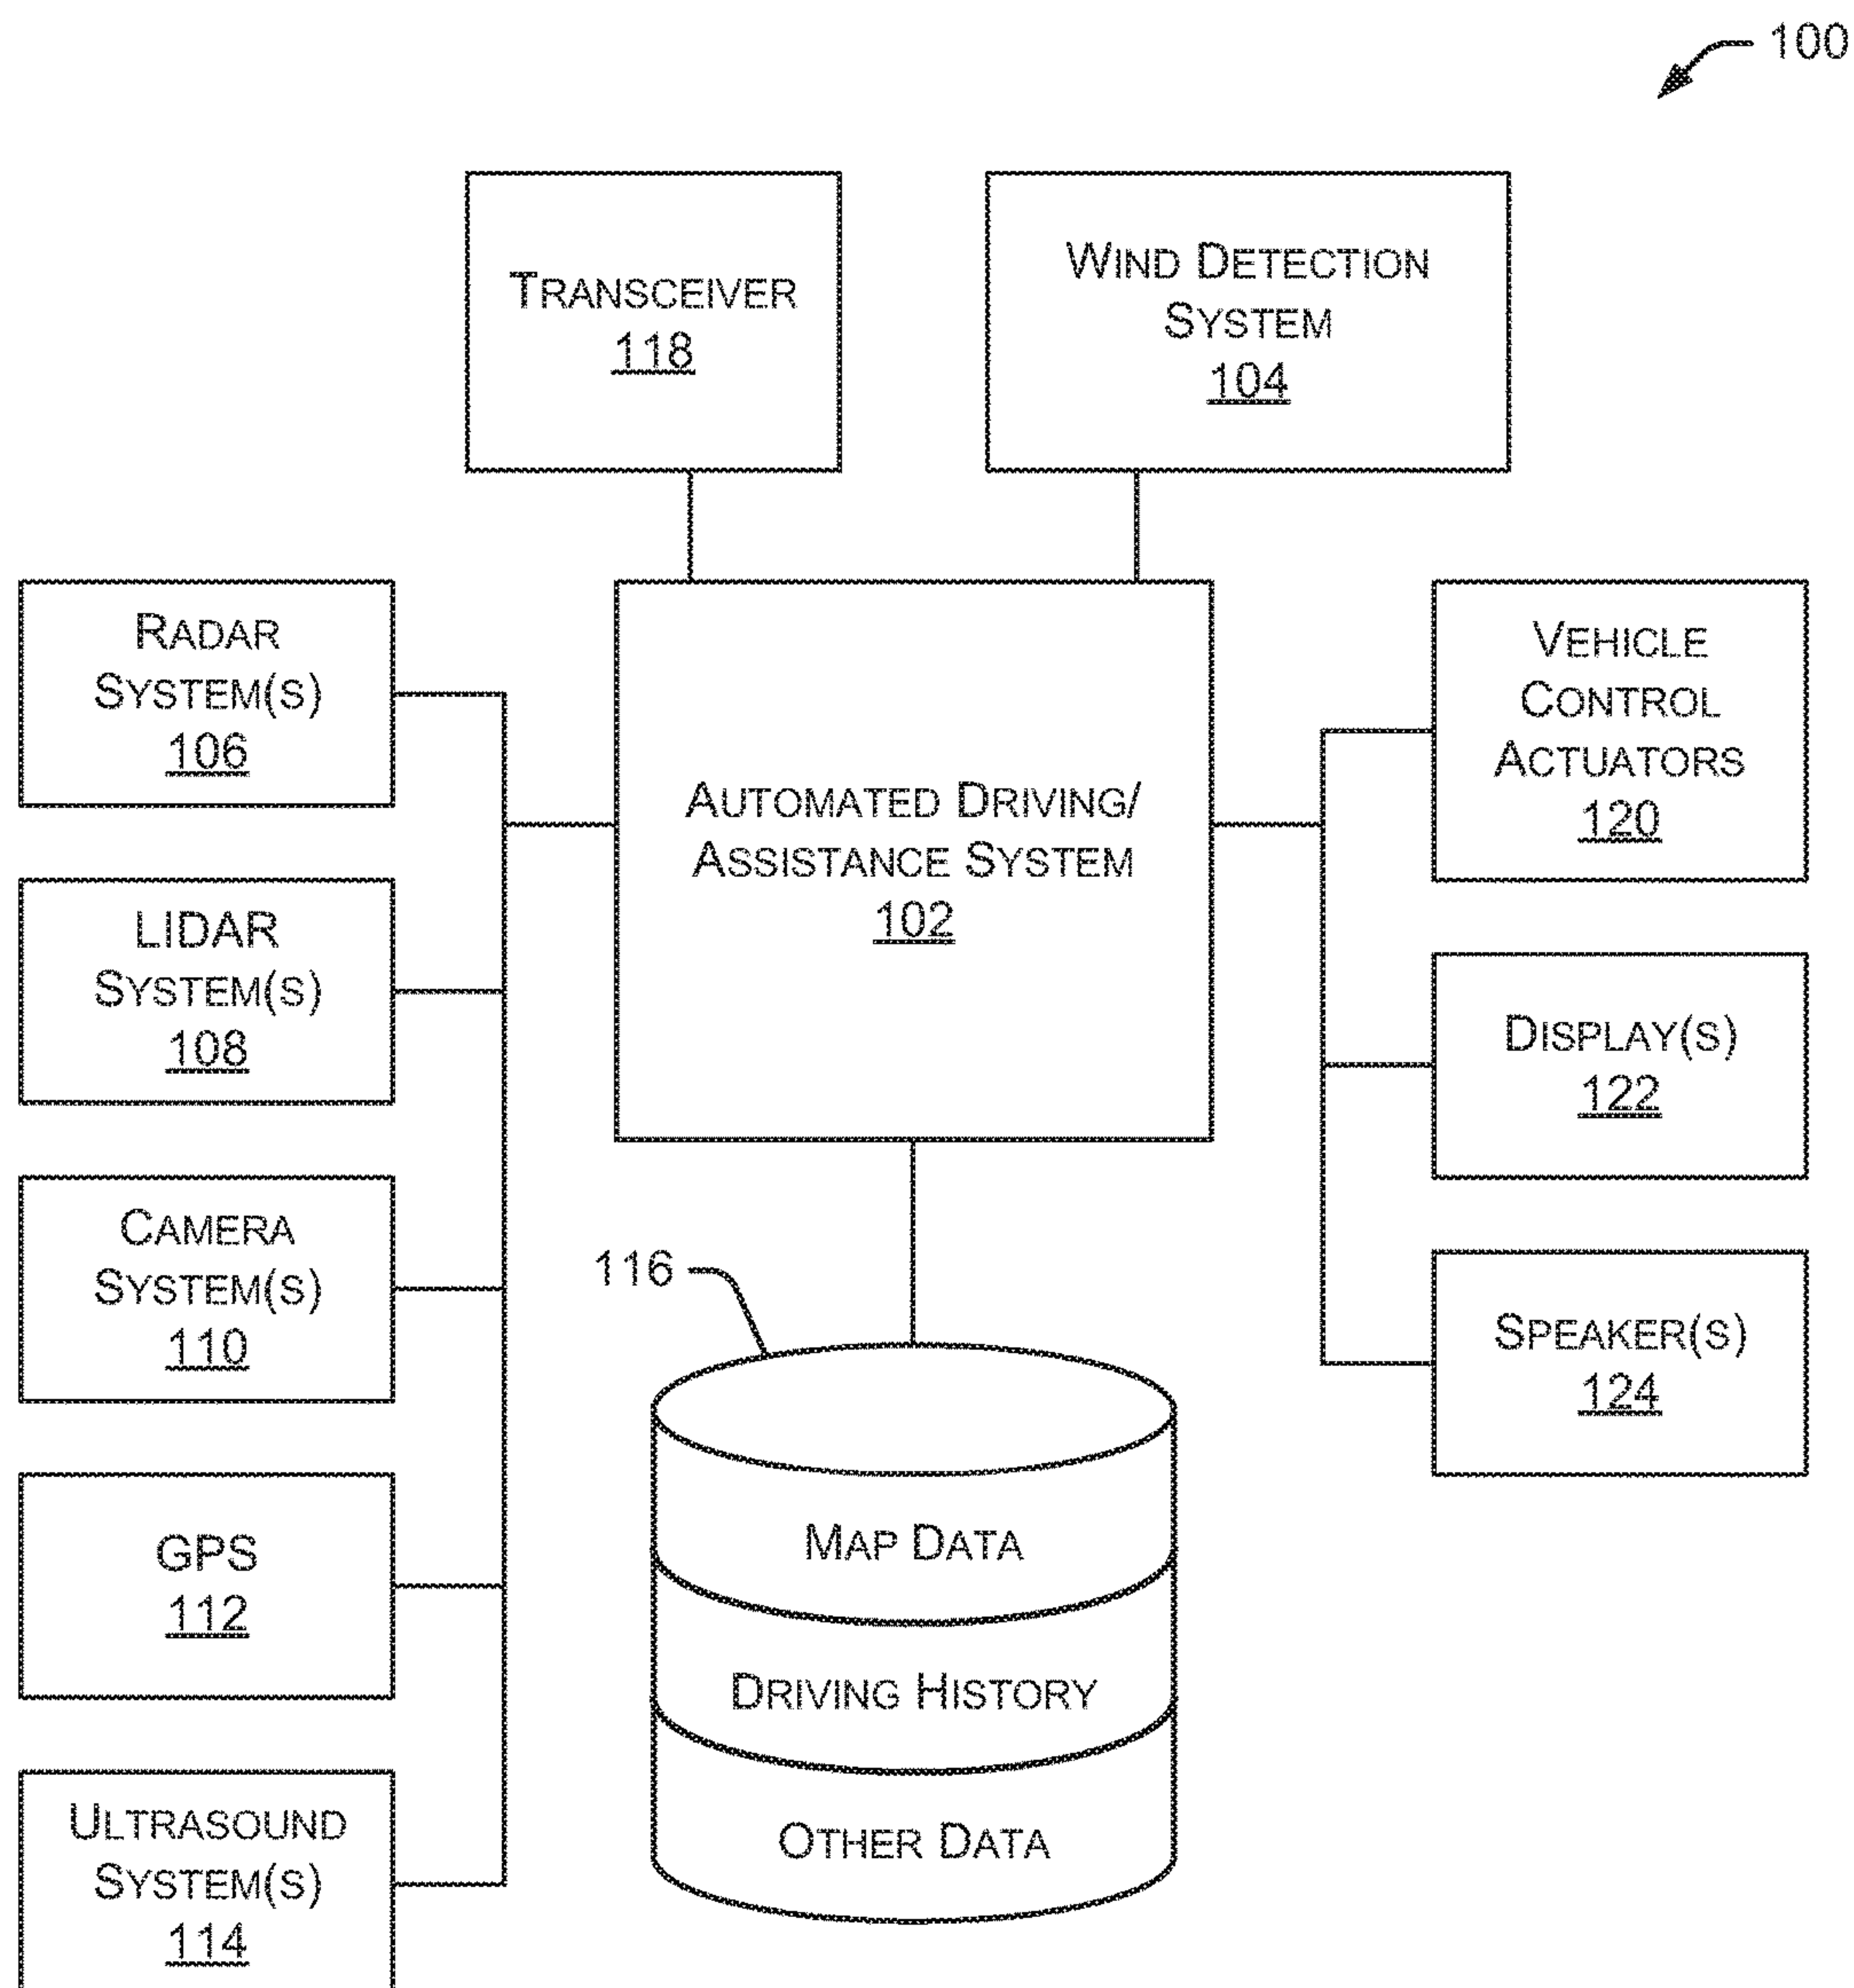 100
TRANSCEIVER
118
WIND DETECTION
SYSTEM
104
RADAR
SYSTEM(S)
106
LIDAR
SYSTEM(S)
108
CAMERA
SYSTEM(S)
110
GPS
112
ULTRASOUND
SYSTEM(S)
114
AUTOMATED DRIVING/
ASSISTANCE SYSTEM
102
116
MAP DATA
DRIVING HISTORY
OTHER DATA
VEHICLE
CONTROL
ACTUATORS
120
DISPLAY(S)
122
SPEAKER(S)
124